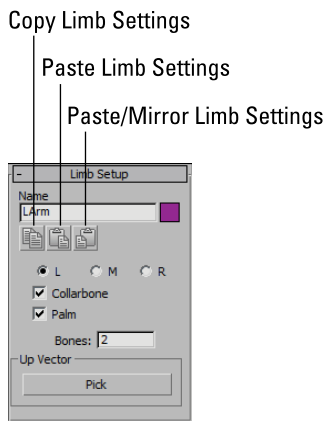 Copy Limb Settings
Paste Limb Settings
Paste/Mirror Limb Settings
- Limb Setup
Name
LArm
L M R
Collarbone
Palm
Bones: 2
Up Vector
Pick